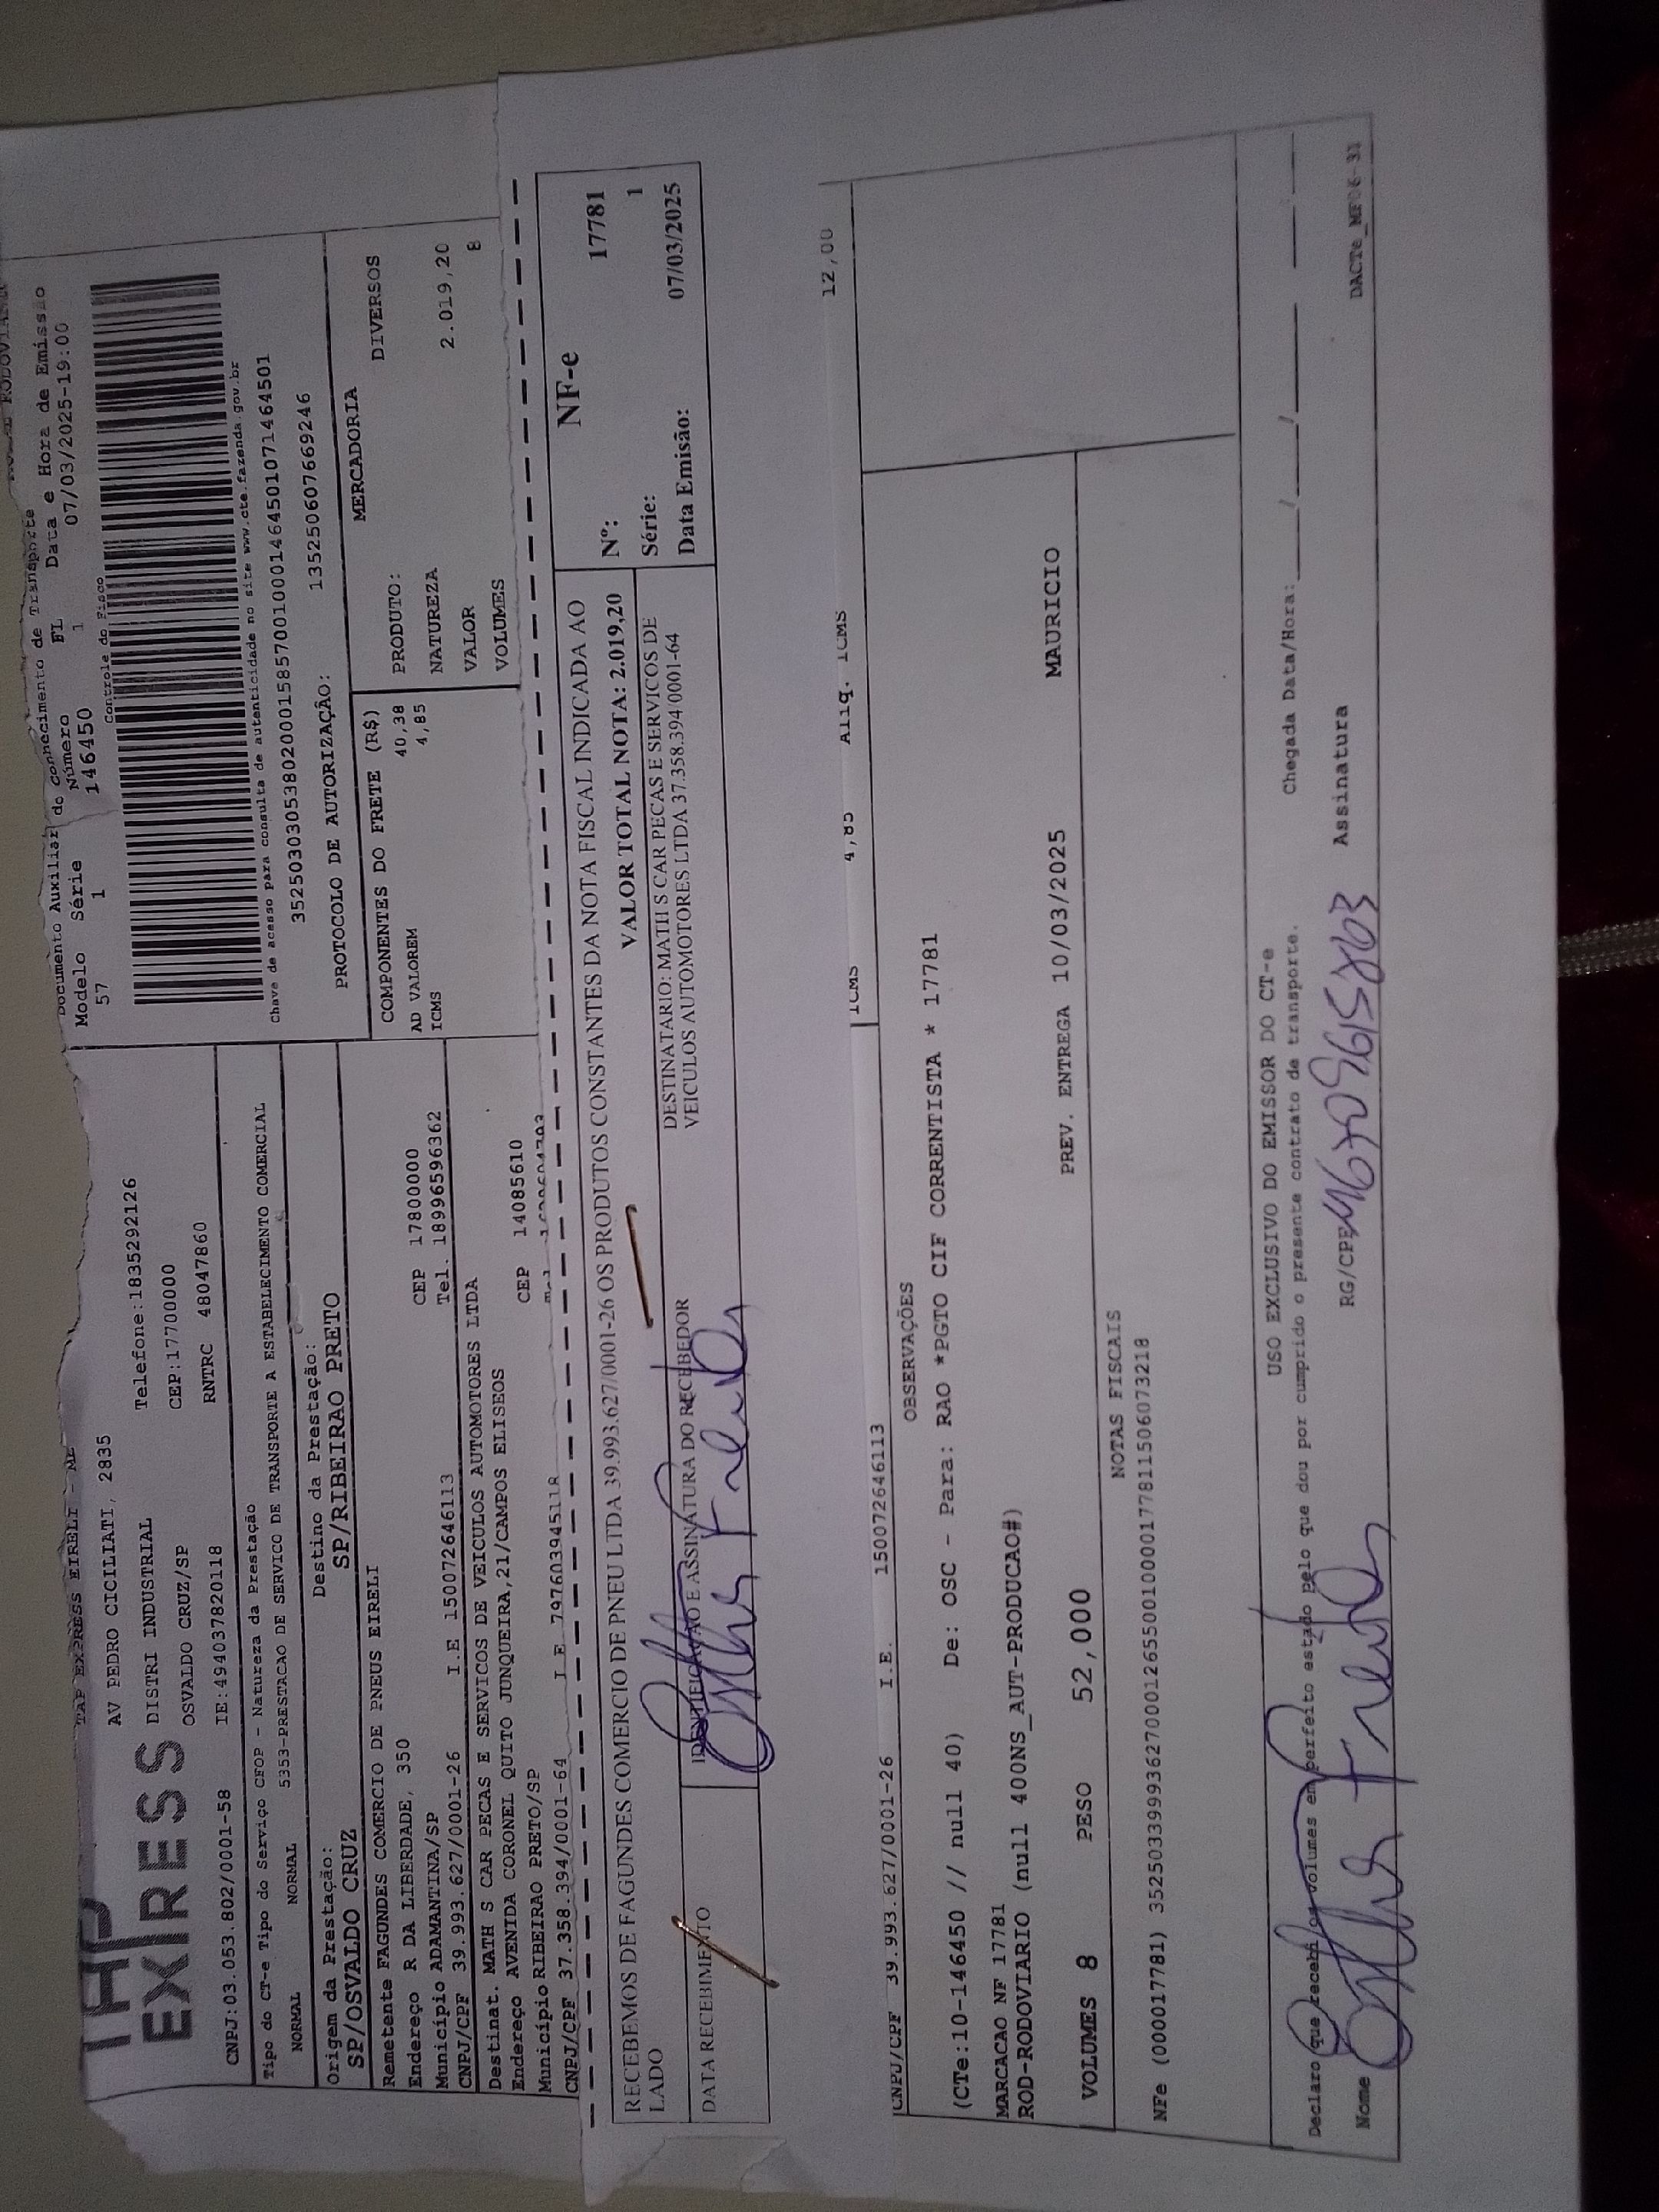 TAP EXPRESS EIRELI - ME
EXPRESS
AV PEDRO CICILIATI, 2835
DISTRI INDUSTRIAL Telefone:1835292126
OSVALDO CRUZ/SP CEP:17700000
CNPJ:03.053.802/0001-58 IE:494037820118 RNTRC 48047860
Tipo do CT-e Tipo do Serviço CFOP - Natureza da Prestação
NORMAL NORMAL 5353-PRESTACAO DE SERVICO DE TRANSPORTE A ESTABELECIMENTO COMERCIAL
Origem da Prestação: Destino da Prestação:
SP/OSVALDO CRUZ SP/RIBEIRAO PRETO
Remetente FAGUNDES COMERCIO DE PNEUS EIRELI
Endereço R DA LIBERDADE, 350
Município ADAMANTINA/SP CEP 17800000
CNPJ/CPF 39.993.627/0001-26 I.E 150072646113 Tel. 18996596362
Destinat. MATH S CAR PECAS E SERVICOS DE VEICULOS AUTOMOTORES LTDA
Endereço AVENIDA CORONEL QUITO JUNQUEIRA,21/CAMPOS ELISEOS
Município RIBEIRAO PRETO/SP CEP 14085610
CNPJ/CPF 37.358.394/0001-64 I.E 797603945118
RODOVIARIO
Documento Auxiliar do Conhecimento de Transporte
Modelo Série Número FL Data e Hora de Emissão
57 1 146450 1 07/03/2025-19:00
Controle do Fisco
Chave de acesso para consulta de autenticidade no site www.cte.fazenda.gov.br
35250303053802000158570010001464501071464501
PROTOCOLO DE AUTORIZAÇÃO: 135250607669246
COMPONENTES DO FRETE (R$) MERCADORIA
AD VALOREM 40,38 PRODUTO: DIVERSOS
ICMS 4,85 NATUREZA
VALOR 2.019,20
VOLUMES 8
RECEBEMOS DE FAGUNDES COMERCIO DE PNEU LTDA 39.993.627/0001-26 OS PRODUTOS CONSTANTES DA NOTA FISCAL INDICADA AO
LADO VALOR TOTAL NOTA: 2.019,20
DATA RECEBIMENTO IDENTIFICAÇÃO E ASSINATURA DO RECEBEDOR
DESTINATARIO: MATH S CAR PECAS E SERVICOS DE
VEICULOS AUTOMOTORES LTDA 37.358.394/0001-64
NF-e
Nº: 17781
Série: 1
Data Emissão: 07/03/2025
CNPJ/CPF 39.993.627/0001-26 I.E. 150072646113 ICMS 4,85 Aliq. ICMS 12,00
OBSERVAÇÕES
(CTe:10-146450 // null 40) De: OSC - Para: RAO *PGTO CIF CORRENTISTA * 17781
MARCACAO NF 17781
ROD-RODOVIARIO (null 400NS_AUT-PRODUCAO#)
VOLUMES 8 PESO 52,000 PREV. ENTREGA 10/03/2025 MAURICIO
NOTAS FISCAIS
NFe (000017781) 35250339993627000126550010000177811506073218
USO EXCLUSIVO DO EMISSOR DO CT-e
Declaro que recebi os volumes em perfeito estado pelo que dou por cumprido o presente contrato de transporte. Chegada Data/Hora: ____/____/____
Nome RG/CPF Assinatura